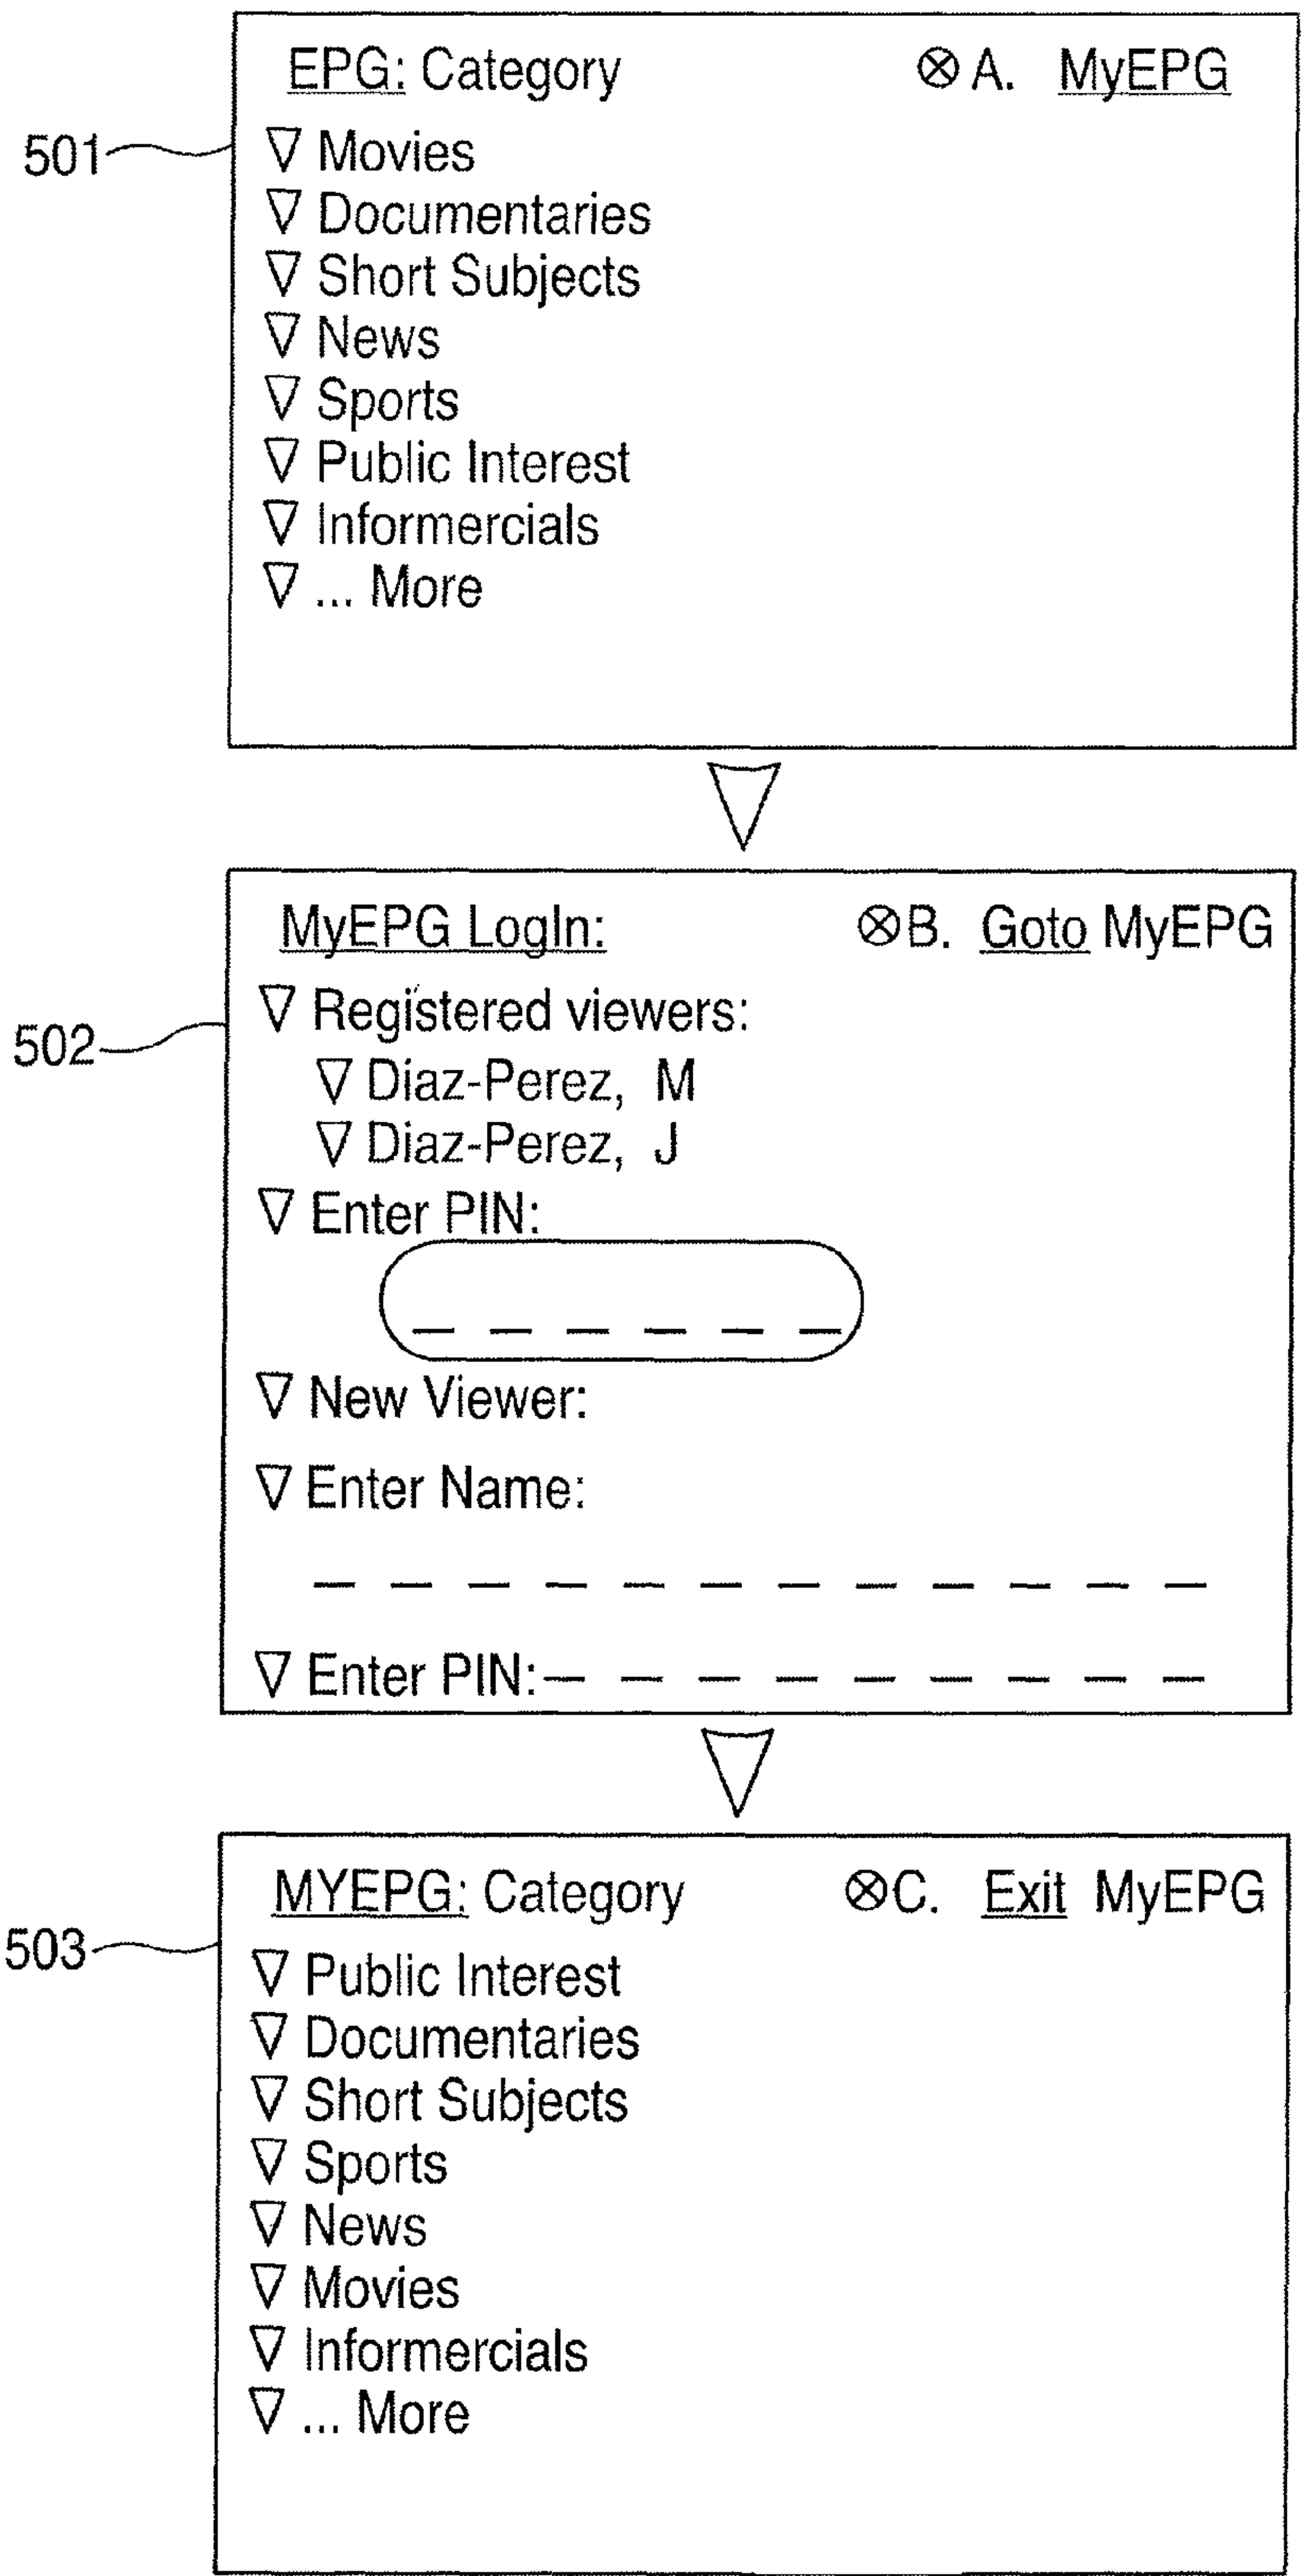 EPG: Category ⊗ A. MyEPG
501
▽ Movies
▽ Documentaries
▽ Short Subjects
▽ News
▽ Sports
▽ Public Interest
▽ Informercials
▽ ... More
MyEPG LogIn: ⊗B. Goto MyEPG
502
▽ Registered viewers:
▽ Diaz-Perez, M
▽ Diaz-Perez, J
▽ Enter PIN:
_ _ _ _ _ _
▽ New Viewer:
▽ Enter Name:
_ _ _ _ _ _ _ _ _ _ _ _
▽ Enter PIN: _ _ _ _ _ _ _ _ _
MYEPG: Category ⊗C. Exit MyEPG
503
▽ Public Interest
▽ Documentaries
▽ Short Subjects
▽ Sports
▽ News
▽ Movies
▽ Informercials
▽ ... More